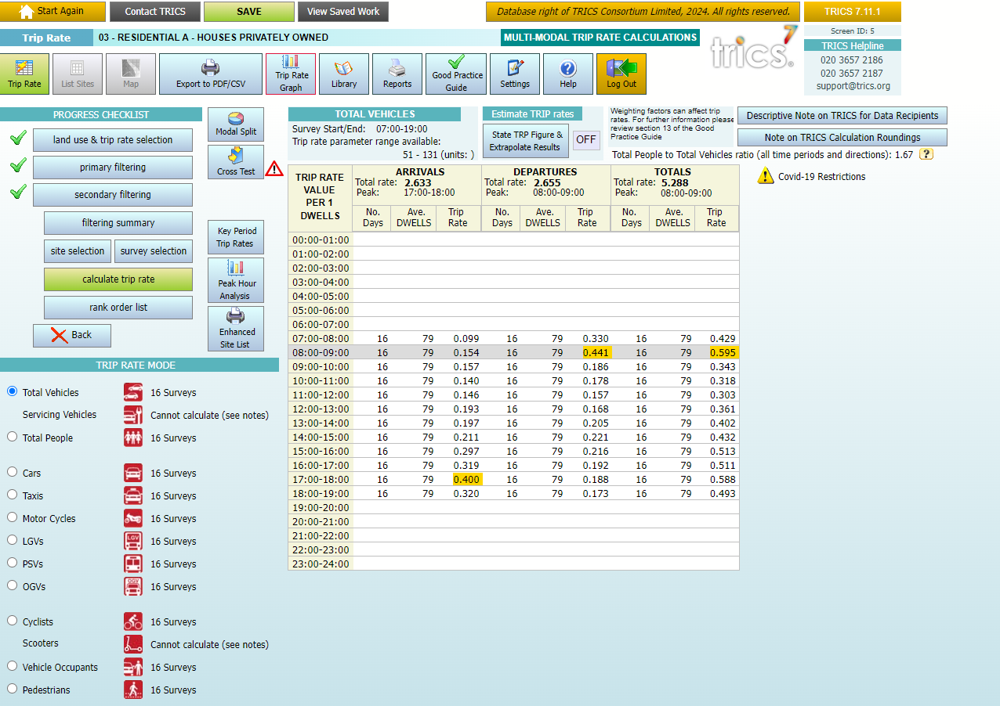 Start Again
Contact TRICS
SAVE
View Saved Work
Database right of TRICS Consortium Limited, 2024. All rights reserved.
TRICS 7.11.1
Trip Rate
03 - RESIDENTIAL A - HOUSES PRIVATELY OWNED
MULTI-MODAL TRIP RATE CALCULATIONS
trics 7 ®
Screen ID: 5
TRICS Helpline
020 3657 2186
020 3657 2187
support@trics.org
Trip Rate
List Sites
Map
Export to PDF/CSV
Trip Rate
Graph
Library
Reports
Good Practice
Guide
Settings
Help
Log Out
PROGRESS CHECKLIST
land use & trip rate selection
primary filtering
secondary filtering
filtering summary
site selection
survey selection
calculate trip rate
rank order list
Back
Modal Split
Cross Test
Key Period
Trip Rates
Peak Hour
Analysis
Enhanced
Site List
TRIP RATE MODE
Total Vehicles 16 Surveys
Servicing Vehicles Cannot calculate (see notes)
Total People 16 Surveys
Cars 16 Surveys
Taxis 16 Surveys
Motor Cycles 16 Surveys
LGVs LGV 16 Surveys
PSVs 16 Surveys
OGVs OGV 16 Surveys
Cyclists 16 Surveys
Scooters Cannot calculate (see notes)
Vehicle Occupants 16 Surveys
Pedestrians 16 Surveys
TOTAL VEHICLES
Survey Start/End: 07:00-19:00
Trip rate parameter range available:
51 - 131 (units: )
Estimate TRIP rates
State TRP Figure &
Extrapolate Results
OFF
Weighting factors can affect trip
rates. For further information please
review section 13 of the Good
Practice Guide
Descriptive Note on TRICS for Data Recipients
Note on TRICS Calculation Roundings
Total People to Total Vehicles ratio (all time periods and directions): 1.67 ?
Covid-19 Restrictions
TRIP RATE
VALUE
PER 1
DWELLS
ARRIVALS
Total rate: 2.633
Peak: 17:00-18:00
DEPARTURES
Total rate: 2.655
Peak: 08:00-09:00
TOTALS
Total rate: 5.288
Peak: 08:00-09:00
No. Ave. Trip No. Ave. Trip No. Ave. Trip
Days DWELLS Rate Days DWELLS Rate Days DWELLS Rate
00:00-01:00
01:00-02:00
02:00-03:00
03:00-04:00
04:00-05:00
05:00-06:00
06:00-07:00
07:00-08:00 16 79 0.099 16 79 0.330 16 79 0.429
08:00-09:00 16 79 0.154 16 79 0.441 16 79 0.595
09:00-10:00 16 79 0.157 16 79 0.186 16 79 0.343
10:00-11:00 16 79 0.140 16 79 0.178 16 79 0.318
11:00-12:00 16 79 0.146 16 79 0.157 16 79 0.303
12:00-13:00 16 79 0.193 16 79 0.168 16 79 0.361
13:00-14:00 16 79 0.197 16 79 0.205 16 79 0.402
14:00-15:00 16 79 0.211 16 79 0.221 16 79 0.432
15:00-16:00 16 79 0.297 16 79 0.216 16 79 0.513
16:00-17:00 16 79 0.319 16 79 0.192 16 79 0.511
17:00-18:00 16 79 0.400 16 79 0.188 16 79 0.588
18:00-19:00 16 79 0.320 16 79 0.173 16 79 0.493
19:00-20:00
20:00-21:00
21:00-22:00
22:00-23:00
23:00-24:00